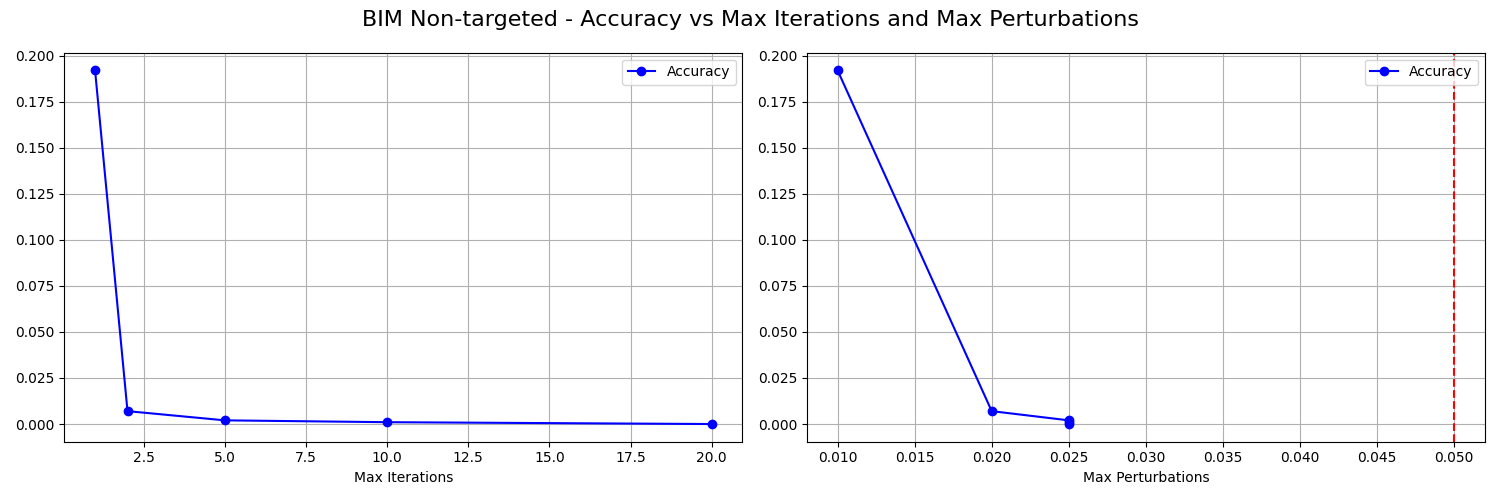 BIM Non-targeted - Accuracy vs Max Iterations and Max Perturbations
0.200
0.175
0.150
0.125
0.100
0.075
0.050
0.025
0.000
Accuracy
2.5 5.0 7.5 10.0 12.5 15.0 17.5 20.0
Max Iterations
0.200
0.175
0.150
0.125
0.100
0.075
0.050
0.025
0.000
Accuracy
0.010 0.015 0.020 0.025 0.030 0.035 0.040 0.045 0.050
Max Perturbations